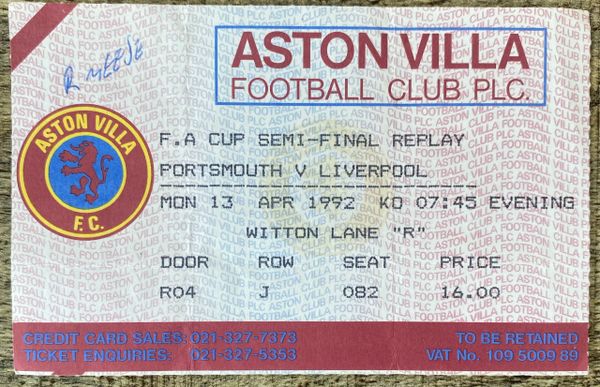 R MEESE
ASTON VILLA
FOOTBALL CLUB PLC.
ASTON VILLA
F.C.
F.A CUP SEMI-FINAL REPLAY
PORTSMOUTH V LIVERPOOL
MON 13 APR 1992 KO 07:45 EVENING
WITTON LANE "R"
DOOR ROW SEAT PRICE
R04 J 082 16.00
CREDIT CARD SALES: 021-327-7373
TICKET ENQUIRIES: 021-327-5353
TO BE RETAINED
VAT No. 109 5009 89